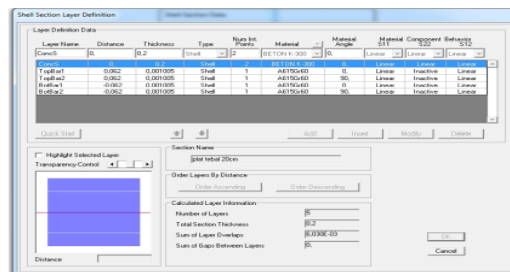 Shell Section Layer Definition
Layer Definition Data
Layer Name Distance Thickness Type Num Int. Points Material Material Angle Material Component Behavior S11 S22 S12
ConcS 0, 0,2 Shell 2 BETON K-300 0, Linear Linear Linear
ConcS 0, 0,2 Shell 2 BETON K-300 0, Linear Linear Linear
TopBar1 0,062 0,001005 Shell 1 A615Gr60 0, Linear Inactive Linear
TopBar2 0,062 0,001005 Shell 1 A615Gr60 90, Linear Inactive Linear
BotBar1 -0,062 0,001005 Shell 1 A615Gr60 0, Linear Inactive Linear
BotBar2 -0,062 0,001005 Shell 1 A615Gr60 90, Linear Inactive Linear
Quick Start Add Insert Modify Delete
Highlight Selected Layer
Transparency Control
Section Name
plat tebal 20cm
Order Layers By Distance
Order Ascending Order Descending
Calculated Layer Information
Number of Layers 5
Total Section Thickness 0,2
Sum of Layer Overlaps 6,030E-03
Sum of Gaps Between Layers 0,
OK
Cancel
Distance